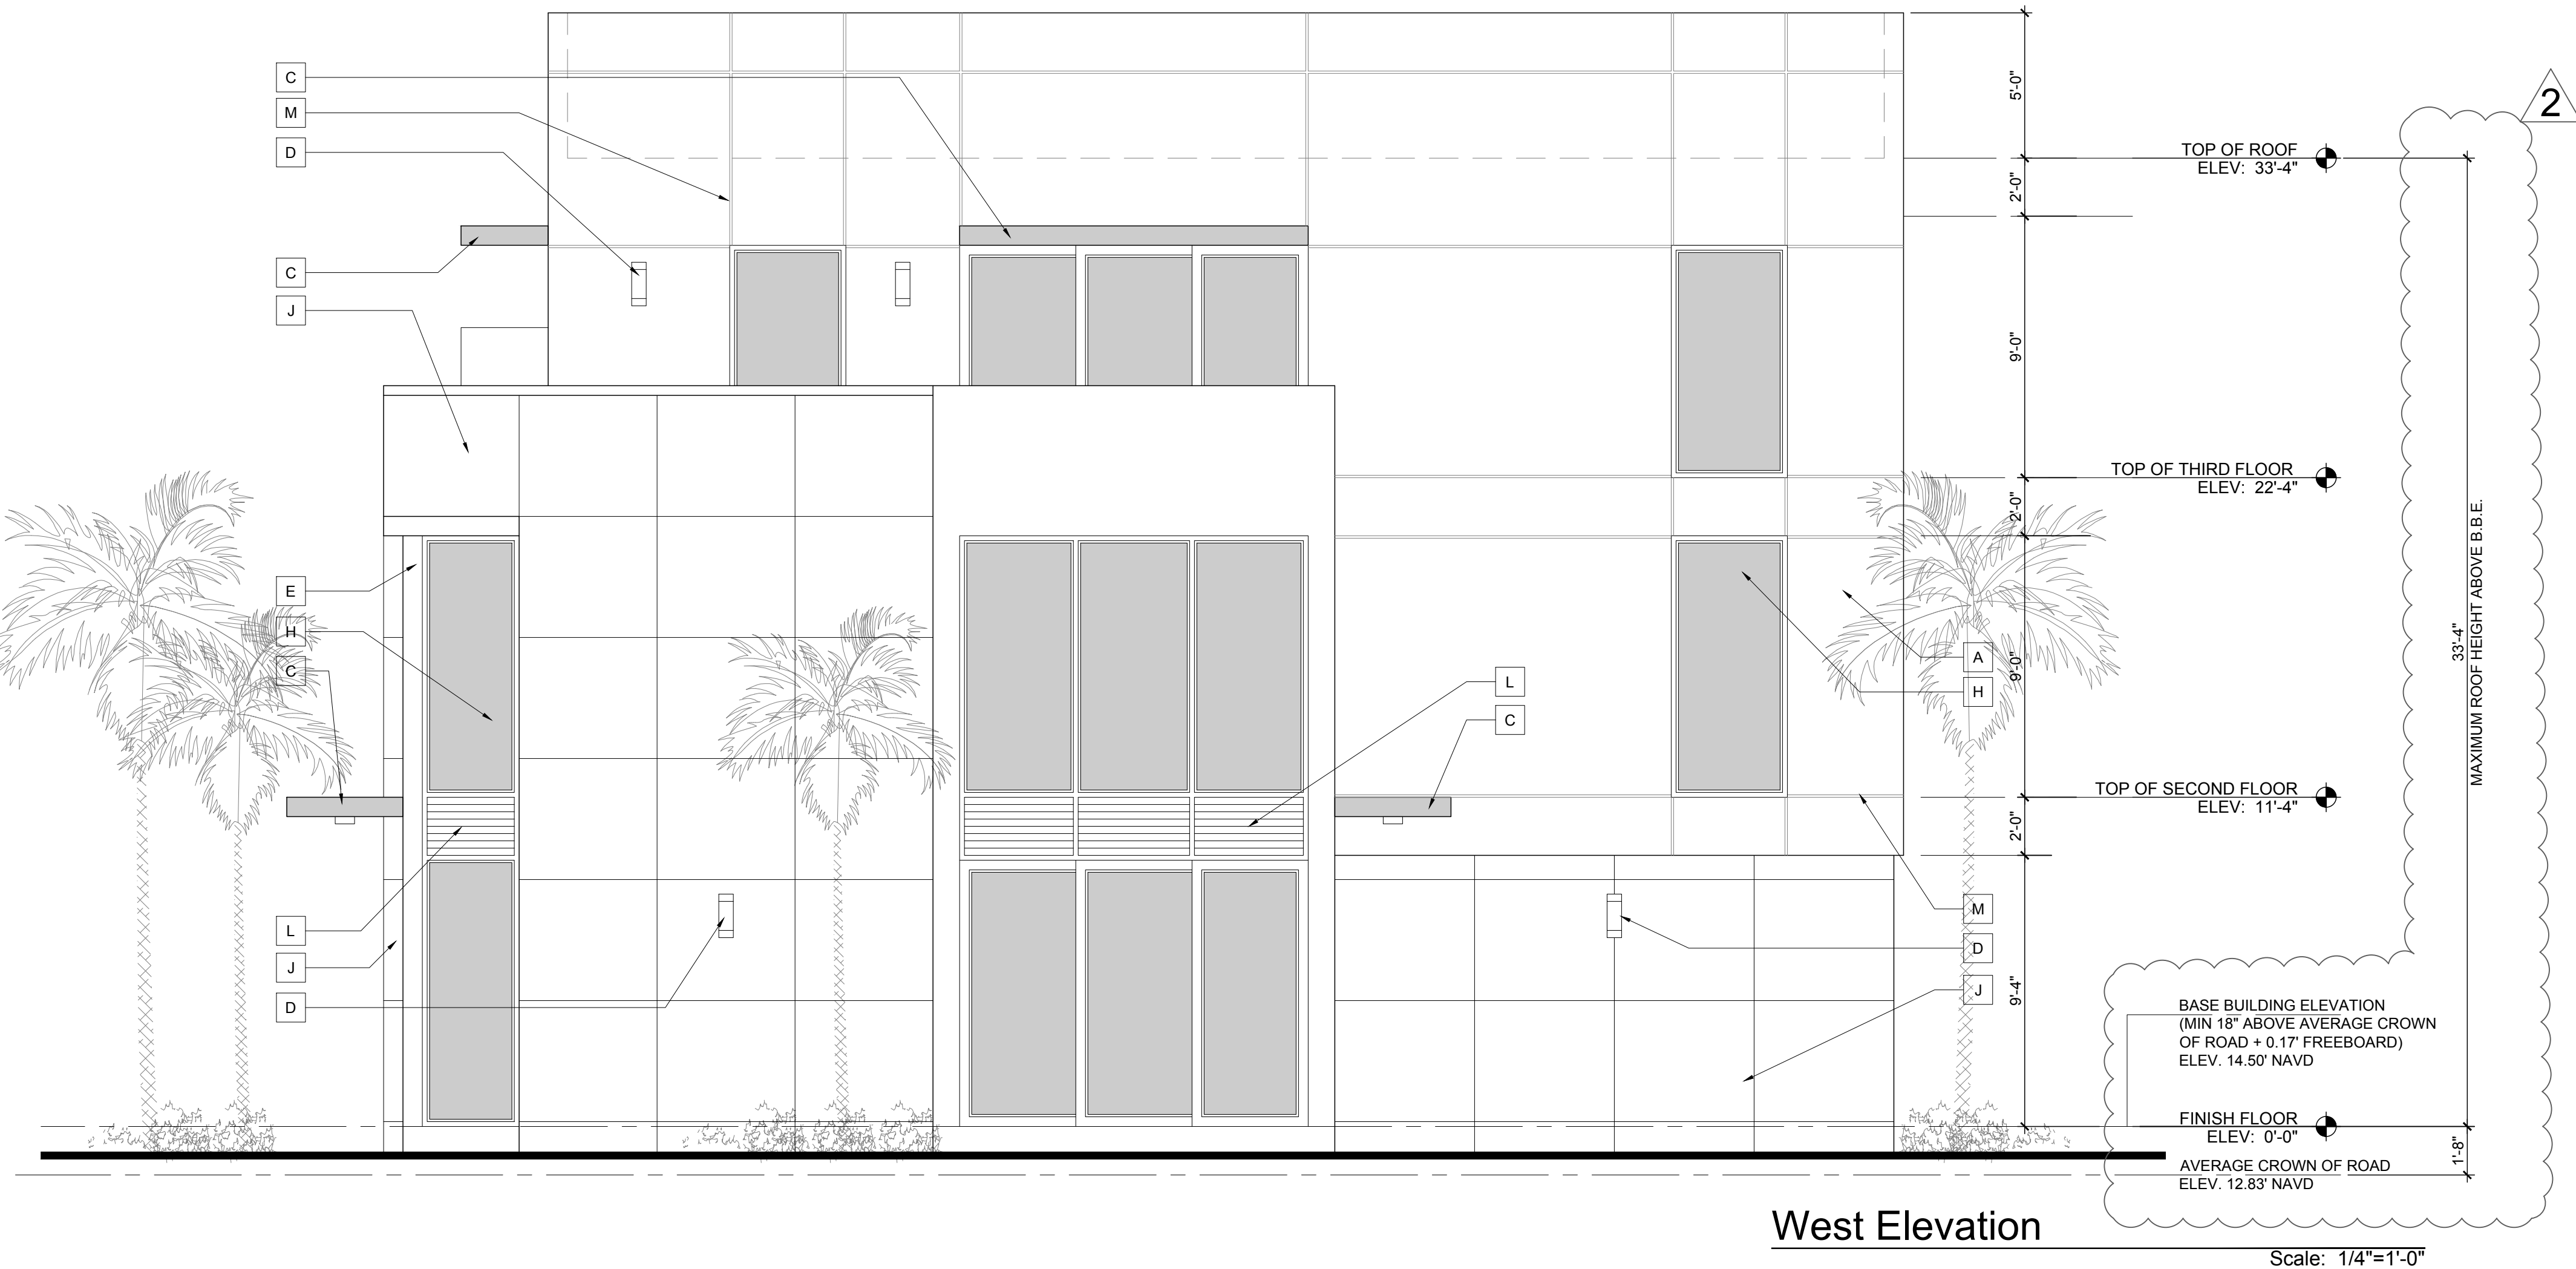 C
M
D
C
J
E
H
C
L
J
D
L
C
A
H
M
D
J
5'-0"
2'-0"
9'-0"
2'-0"
9'-0"
2'-0"
9'-4"
TOP OF ROOF
ELEV: 33'-4"
TOP OF THIRD FLOOR
ELEV: 22'-4"
TOP OF SECOND FLOOR
ELEV: 11'-4"
2
33'-4"
MAXIMUM ROOF HEIGHT ABOVE B.B.E.
BASE BUILDING ELEVATION
(MIN 18" ABOVE AVERAGE CROWN
OF ROAD + 0.17' FREEBOARD)
ELEV. 14.50' NAVD
FINISH FLOOR
ELEV: 0'-0"
1'-8"
AVERAGE CROWN OF ROAD
ELEV. 12.83' NAVD
West Elevation
Scale: 1/4"=1'-0"